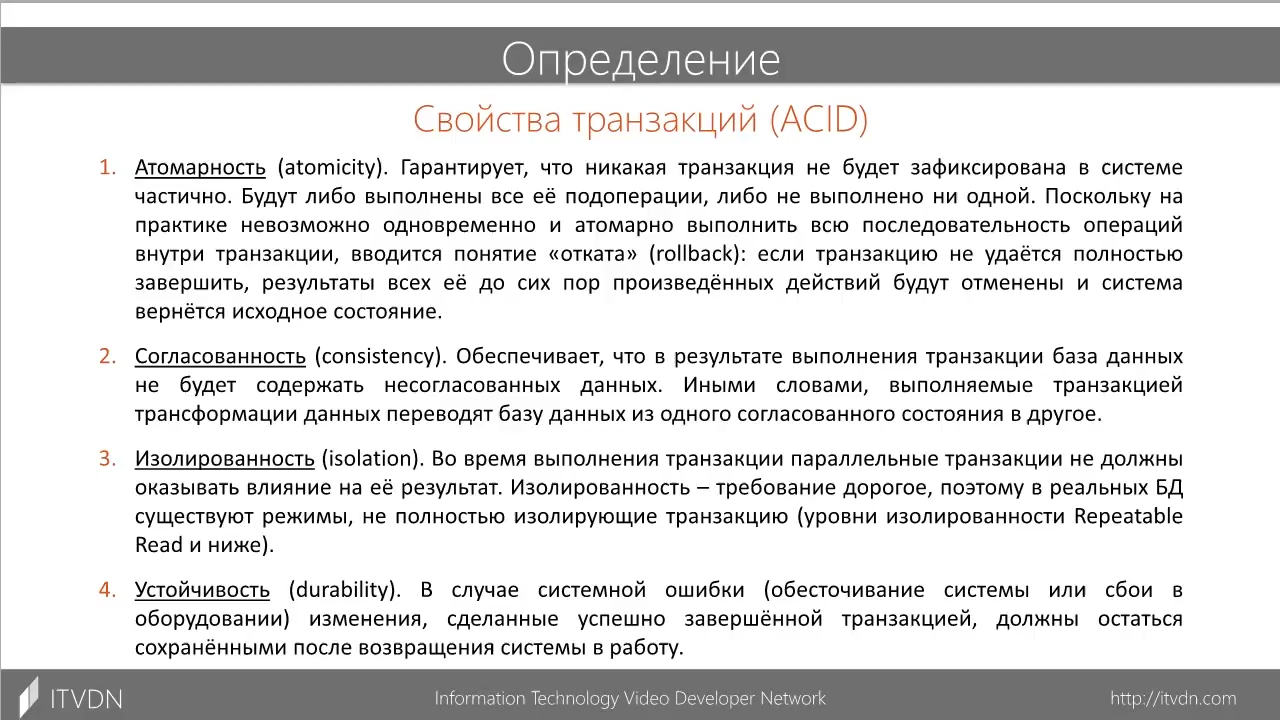 Определение
Свойства транзакций (ACID)
1. Атомарность (atomicity). Гарантирует, что никакая транзакция не будет зафиксирована в системе
частично. Будут либо выполнены все её подоперации, либо не выполнено ни одной. Поскольку на
практике невозможно одновременно и атомарно выполнить всю последовательность операций
внутри транзакции, вводится понятие «отката» (rollback): если транзакцию не удаётся полностью
завершить, результаты всех её до сих пор произведённых действий будут отменены и система
вернётся исходное состояние.
2. Согласованность (consistency). Обеспечивает, что в результате выполнения транзакции база данных
не будет содержать несогласованных данных. Иными словами, выполняемые транзакцией
трансформации данных переводят базу данных из одного согласованного состояния в другое.
3. Изолированность (isolation). Во время выполнения транзакции параллельные транзакции не должны
оказывать влияние на её результат. Изолированность – требование дорогое, поэтому в реальных БД
существуют режимы, не полностью изолирующие транзакцию (уровни изолированности Repeatable
Read и ниже).
4. Устойчивость (durability). В случае системной ошибки (обесточивание системы или сбои в
оборудовании) изменения, сделанные успешно завершённой транзакцией, должны остаться
сохранёнными после возвращения системы в работу.
ITVDN
Information Technology Video Developer Network
http://itvdn.com